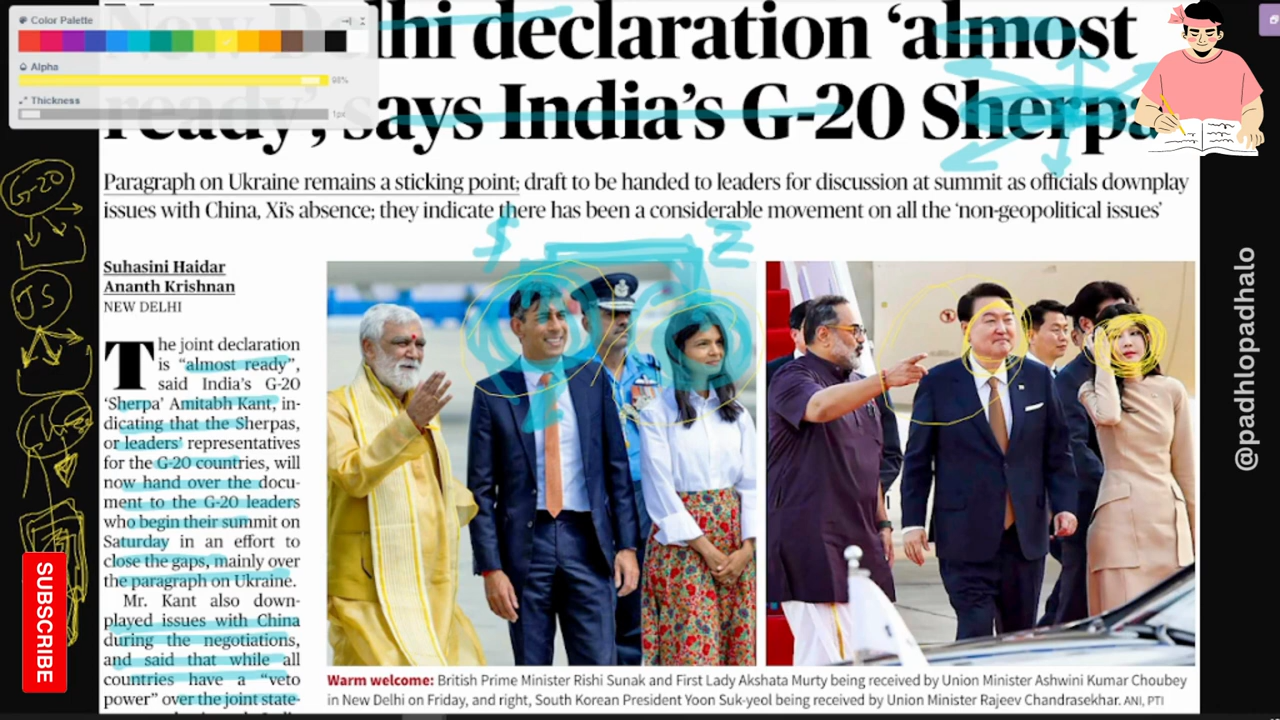 Color Palette
Alpha
98%
Thickness
1px
New Delhi declaration ‘almost
ready’, says India’s G-20 Sherpa
Paragraph on Ukraine remains a sticking point; draft to be handed to leaders for discussion at summit as officials downplay
issues with China, Xi’s absence; they indicate there has been a considerable movement on all the ‘non-geopolitical issues’
Suhasini Haidar
Ananth Krishnan
NEW DELHI
The joint declaration
is “almost ready”,
said India’s G-20
‘Sherpa’ Amitabh Kant, in-
dicating that the Sherpas,
or leaders’ representatives
for the G-20 countries, will
now hand over the docu-
ment to the G-20 leaders
who begin their summit on
Saturday in an effort to
close the gaps, mainly over
the paragraph on Ukraine.
Mr. Kant also down-
played issues with China
during the negotiations,
and said that while all
countries have a “veto
power” over the joint state-
Warm welcome: British Prime Minister Rishi Sunak and First Lady Akshata Murty being received by Union Minister Ashwini Kumar Choubey
in New Delhi on Friday, and right, South Korean President Yoon Suk-yeol being received by Union Minister Rajeev Chandrasekhar. ANI, PTI
G-20
JS
1
2
SUBSCRIBE
@padhlopadhalo